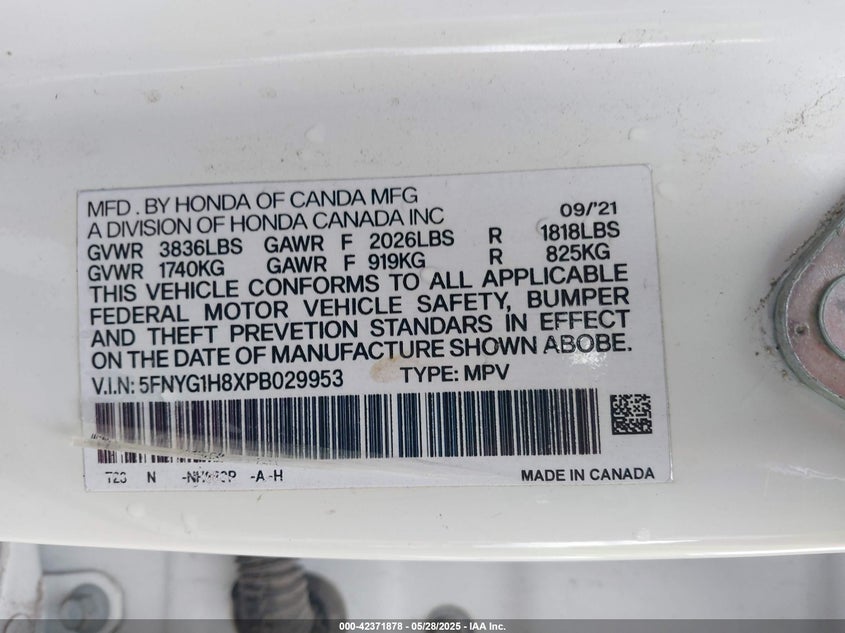 MFD . BY HONDA OF CANDA MFG
A DIVISION OF HONDA CANADA INC 09/'21
GVWR 3836LBS GAWR F 2026LBS R 1818LBS
GVWR 1740KG GAWR F 919KG R 825KG
THIS VEHICLE CONFORMS TO ALL APPLICABLE
FEDERAL MOTOR VEHICLE SAFETY, BUMPER
AND THEFT PREVETION STANDARS IN EFFECT
ON THE DATE OF MANUFACTURE SHOWN ABOBE.
V.I.N: 5FNYG1H8XPB029953 TYPE: MPV
N -A -H MADE IN CANADA
000-42371878 - 05/28/2025 - IAA Inc.